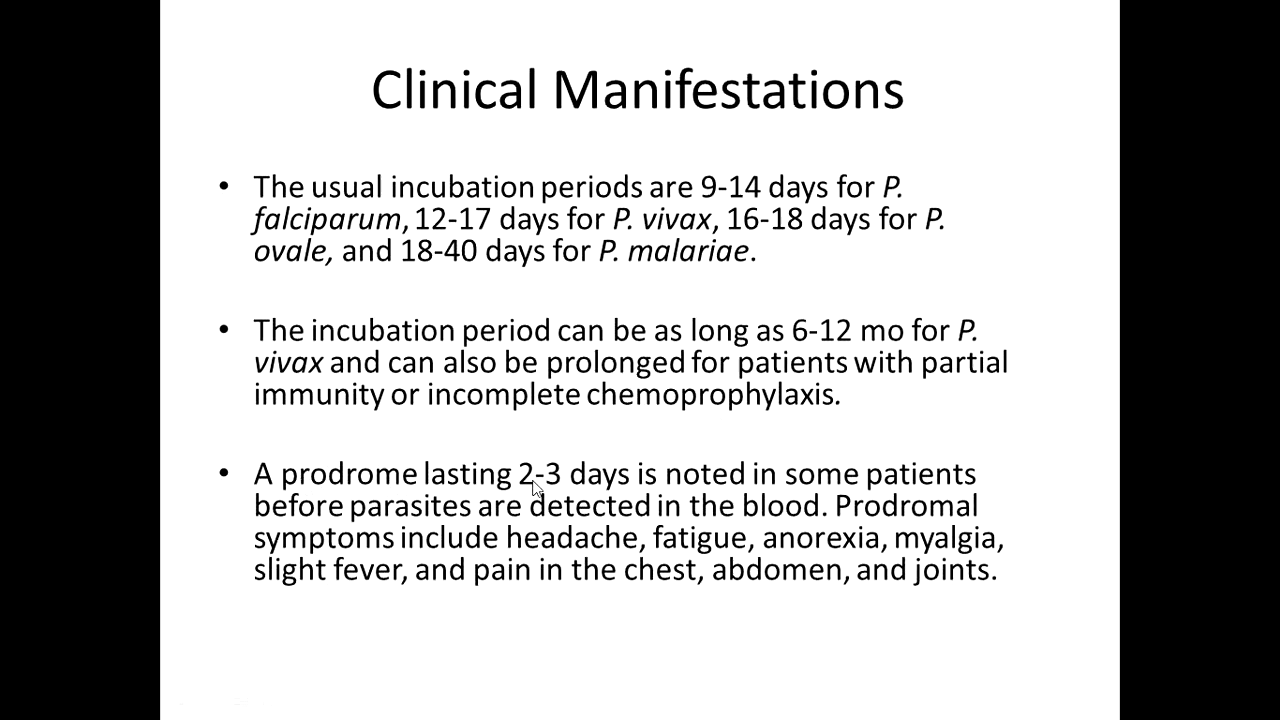 Clinical Manifestations
• The usual incubation periods are 9-14 days for P.
falciparum, 12-17 days for P. vivax, 16-18 days for P.
ovale, and 18-40 days for P. malariae.
• The incubation period can be as long as 6-12 mo for P.
vivax and can also be prolonged for patients with partial
immunity or incomplete chemoprophylaxis.
• A prodrome lasting 2-3 days is noted in some patients
before parasites are detected in the blood. Prodromal
symptoms include headache, fatigue, anorexia, myalgia,
slight fever, and pain in the chest, abdomen, and joints.